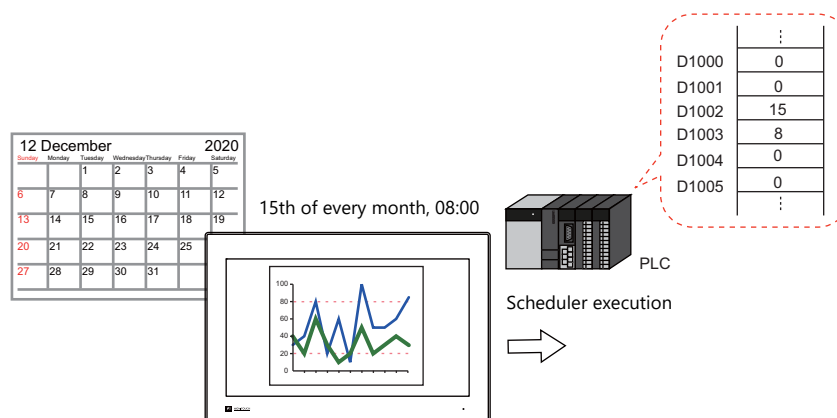 12 December 2020
Sunday Monday Tuesday Wednesday Thursday Friday Saturday
1 2 3 4 5
6 7 8 9 10 11 12
13 14 15 16 17 18 19
20 21 22 23 24 25
27 28 29 30 31
15th of every month, 08:00
100
80
60
40
20
0
D1000 0
D1001 0
D1002 15
D1003 8
D1004 0
D1005 0
PLC
Scheduler execution